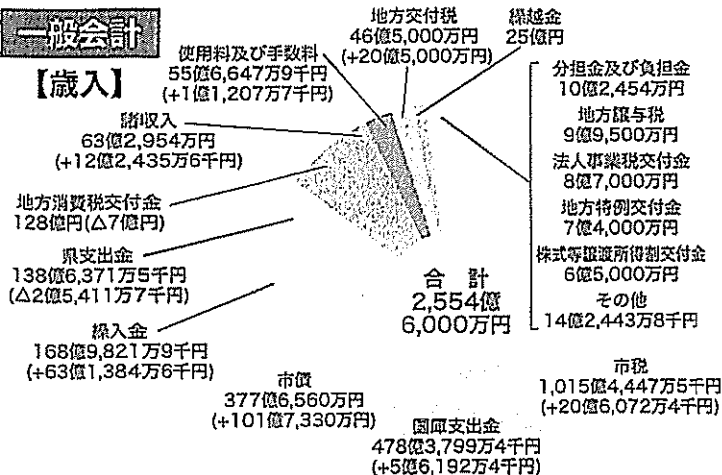 一般会計
【歳入】
地方交付税
46億5,000万円
(+20億5,000万円)
繰越金
25億円
使用料及び手数料
55億6,647万9千円
(+1億1,207万7千円)
諸収入
63億2,954万円
(+12億2,435万6千円)
地方消費税交付金
128億円(△7億円)
県支出金
138億6,371万5千円
(△2億5,411万7千円)
繰入金
168億9,821万9千円
(+63億1,384万6千円)
市債
377億6,560万円
(+101億7,330万円)
国庫支出金
478億3,799万4千円
(+5億6,192万4千円)
市税
1,015億4,447万5千円
(+20億6,072万4千円)
分担金及び負担金
10億2,454万円
地方譲与税
9億9,500万円
法人事業税交付金
8億7,000万円
地方特例交付金
7億4,000万円
株式等譲渡所得割交付金
6億5,000万円
その他
14億2,443万8千円
合計
2,554億
6,000万円